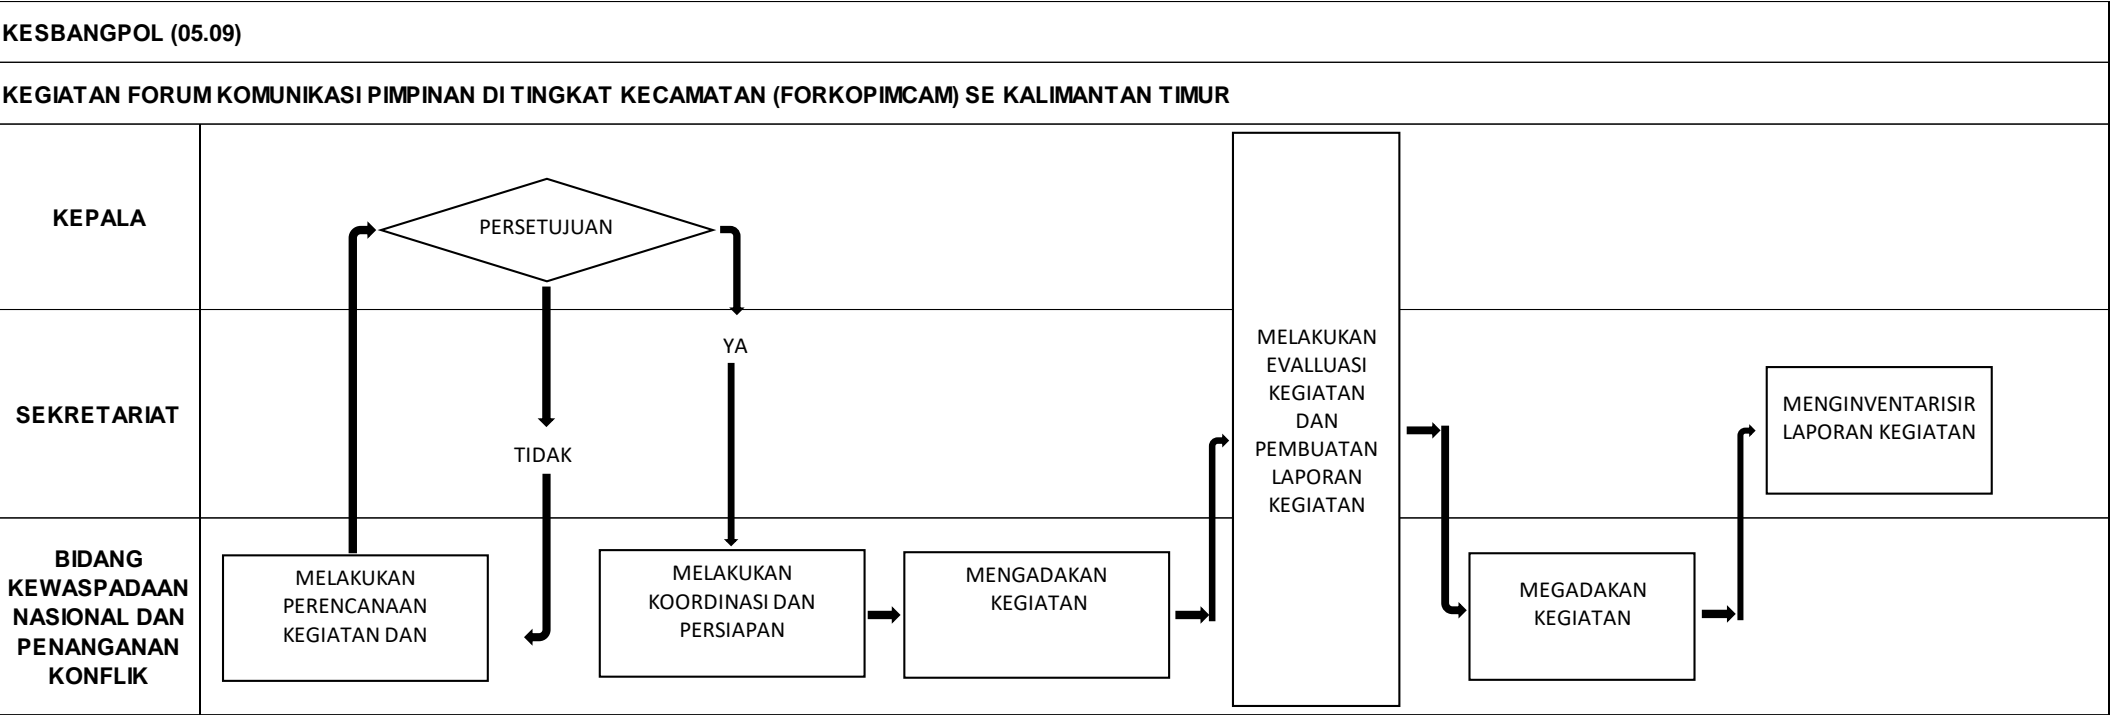 KESBANGPOL (05.09)
KEGIATAN FORUM KOMUNIKASI PIMPINAN DI TINGKAT KECAMATAN (FORKOPIMCAM) SE KALIMANTAN TIMUR
KEPALA
PERSETUJUAN
SEKRETARIAT
YA
TIDAK
MELAKUKAN
EVALLUASI
KEGIATAN
DAN
PEMBUATAN
LAPORAN
KEGIATAN
MENGINVENTARISIR
LAPORAN KEGIATAN
BIDANG
KEWASPADAAN
NASIONAL DAN
PENANGANAN
KONFLIK
MELAKUKAN
PERENCANAAN
KEGIATAN DAN
MELAKUKAN
KOORDINASI DAN
PERSIAPAN
MENGADAKAN
KEGIATAN
MEGADAKAN
KEGIATAN